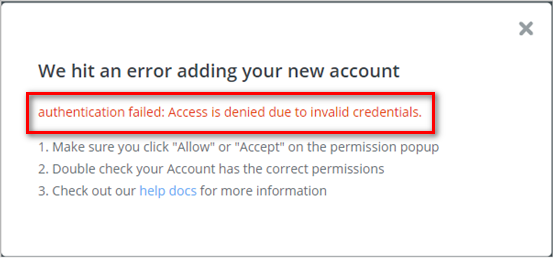 We hit an error adding your new account
authentication failed: Access is denied due to invalid credentials.
1. Make sure you click "Allow" or "Accept" on the permission popup
2. Double check your Account has the correct permissions
3. Check out our help docs for more information